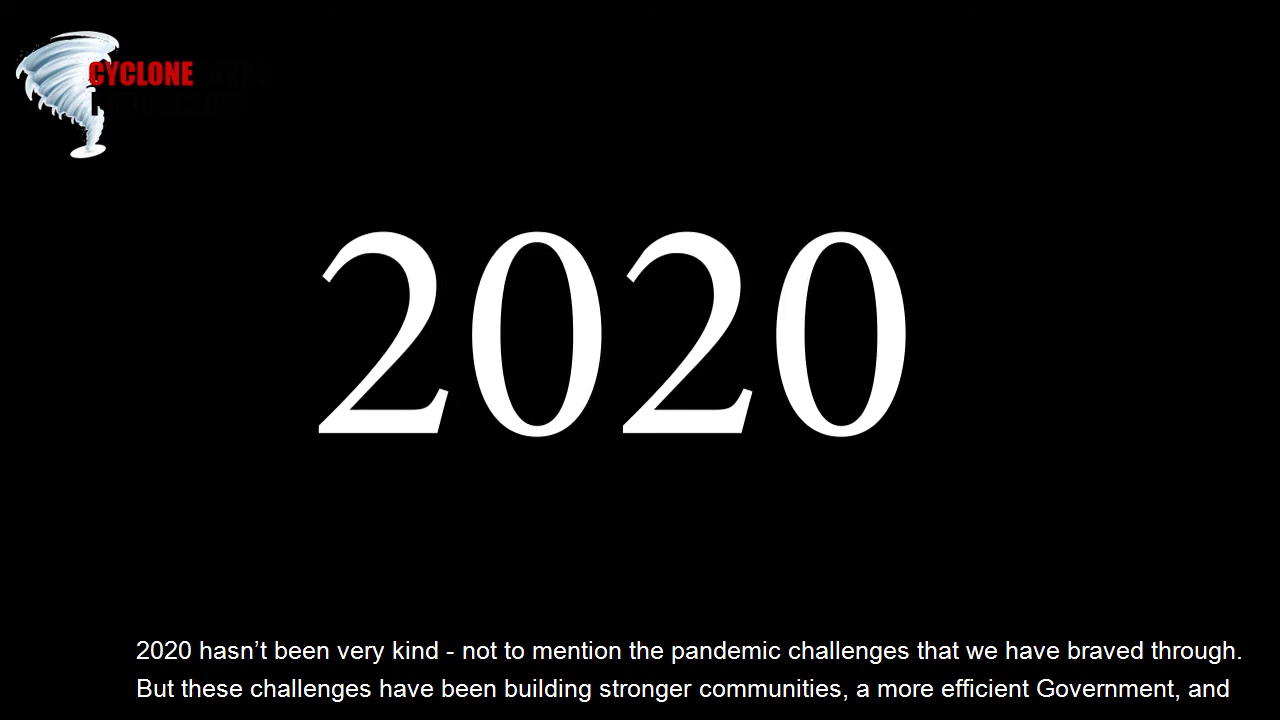 CYCLONE
2020
2020 hasn’t been very kind - not to mention the pandemic challenges that we have braved through.
But these challenges have been building stronger communities, a more efficient Government, and